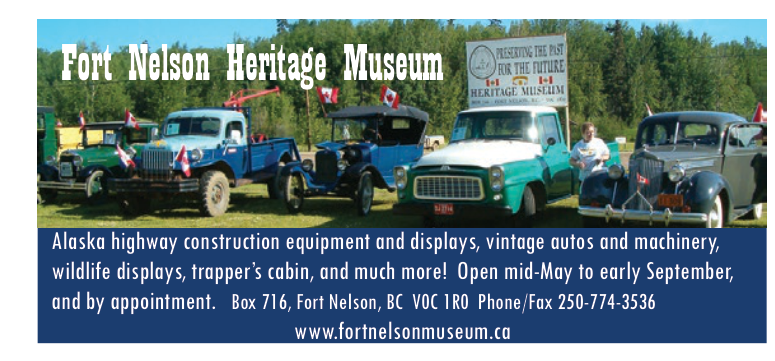 Fort Nelson Heritage Museum
PRESERVING THE PAST
FOR THE FUTURE
HERITAGE MUSEUM
Alaska highway construction equipment and displays, vintage autos and machinery,
wildlife displays, trapper's cabin, and much more!  Open mid-May to early September,
and by appointment.   Box 716, Fort Nelson, BC  V0C 1R0  Phone/Fax 250-774-3536
www.fortnelsonmuseum.ca